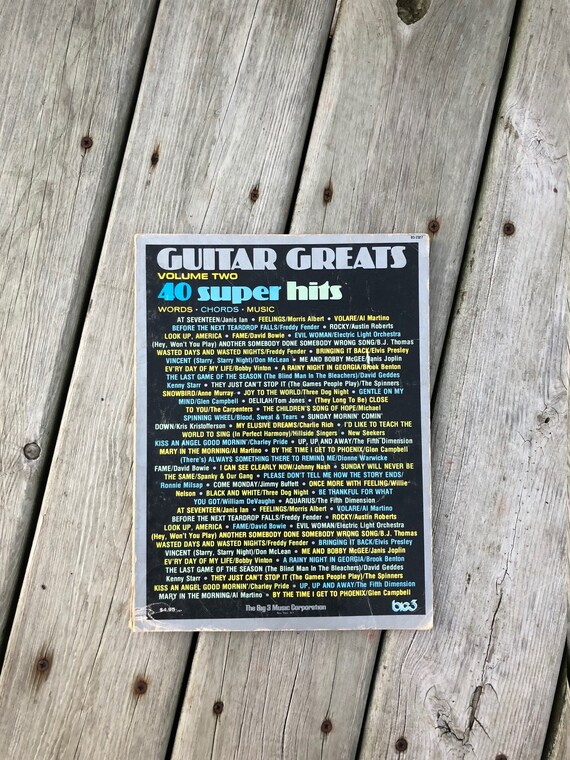 GUITAR GREATS
VOLUME TWO
40 super hits
WORDS • CHORDS • MUSIC
AT SEVENTEEN/Janis Ian • FEELINGS/Morris Albert • VOLARE/Al Martino
BEFORE THE NEXT TEARDROP FALLS/Freddy Fender • ROCKY/Austin Roberts
LOOK UP, AMERICA • FAME/David Bowie • EVIL WOMAN/Electric Light Orchestra
(Hey, Won't You Play) ANOTHER SOMEBODY DONE SOMEBODY WRONG SONG/B.J. Thomas
WASTED DAYS AND WASTED NIGHTS/Freddy Fender • BRINGING IT BACK/Elvis Presley
VINCENT (Starry, Starry Night)/Don McLean • ME AND BOBBY McGEE/Janis Joplin
EV'RY DAY OF MY LIFE/Bobby Vinton • A RAINY NIGHT IN GEORGIA/Brook Benton
THE LAST GAME OF THE SEASON (The Blind Man In The Bleachers)/David Geddes
Kenny Starr • THEY JUST CAN'T STOP IT (The Games People Play)/The Spinners
SNOWBIRD/Anne Murray • JOY TO THE WORLD/Three Dog Night • GENTLE ON MY
MIND/Glen Campbell • DELILAH/Tom Jones • (They Long To Be) CLOSE
TO YOU/The Carpenters • THE CHILDREN'S SONG OF HOPE/Michael
SPINNING WHEEL/Blood, Sweat & Tears • SUNDAY MORNIN' COMIN'
DOWN/Kris Kristofferson • MY ELUSIVE DREAMS/Charlie Rich • I'D LIKE TO TEACH THE
WORLD TO SING (In Perfect Harmony)/Hillside Singers • New Seekers
KISS AN ANGEL GOOD MORNIN'/Charley Pride • UP, UP, AND AWAY/The Fifth Dimension
MARY IN THE MORNING/Al Martino • BY THE TIME I GET TO PHOENIX/Glen Campbell
(There's) ALWAYS SOMETHING THERE TO REMIND ME/Dionne Warwicke
FAME/David Bowie • I CAN SEE CLEARLY NOW/Johnny Nash • SUNDAY WILL NEVER BE
THE SAME/Spanky & Our Gang • PLEASE DON'T TELL ME HOW THE STORY ENDS/
Ronnie Milsap • COME MONDAY/Jimmy Buffett • ONCE MORE WITH FEELING/Willie
Nelson • BLACK AND WHITE/Three Dog Night • BE THANKFUL FOR WHAT
YOU GOT/William DeVaughn • AQUARIUS/The Fifth Dimension
AT SEVENTEEN/Janis Ian • FEELINGS/Morris Albert • VOLARE/Al Martino
BEFORE THE NEXT TEARDROP FALLS/Freddy Fender • ROCKY/Austin Roberts
LOOK UP, AMERICA • FAME/David Bowie • EVIL WOMAN/Electric Light Orchestra
(Hey, Won't You Play) ANOTHER SOMEBODY DONE SOMEBODY WRONG SONG/B.J. Thomas
WASTED DAYS AND WASTED NIGHTS/Freddy Fender • BRINGING IT BACK/Elvis Presley
VINCENT (Starry, Starry Night)/Don McLean • ME AND BOBBY McGEE/Janis Joplin
EV'RY DAY OF MY LIFE/Bobby Vinton • A RAINY NIGHT IN GEORGIA/Brook Benton
THE LAST GAME OF THE SEASON (The Blind Man In The Bleachers)/David Geddes
Kenny Starr • THEY JUST CAN'T STOP IT (The Games People Play)/The Spinners
KISS AN ANGEL GOOD MORNIN'/Charley Pride • UP, UP AND AWAY/The Fifth Dimension
MARY IN THE MORNING/Al Martino • BY THE TIME I GET TO PHOENIX/Glen Campbell
$4.95
The Big 3 Music Corporation
big3